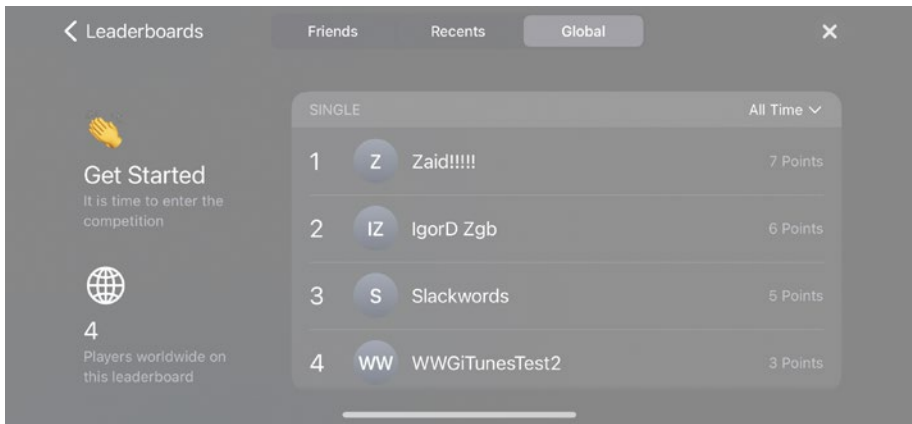 Leaderboards
Friends Recents Global
Get Started
It is time to enter the
competition
4
Players worldwide on
this leaderboard
SINGLE All Time
1 Z Zaid!!!!! 7 Points
2 IZ IgorD Zgb 6 Points
3 S Slackwords 5 Points
4 WW WWGiTunesTest2 3 Points